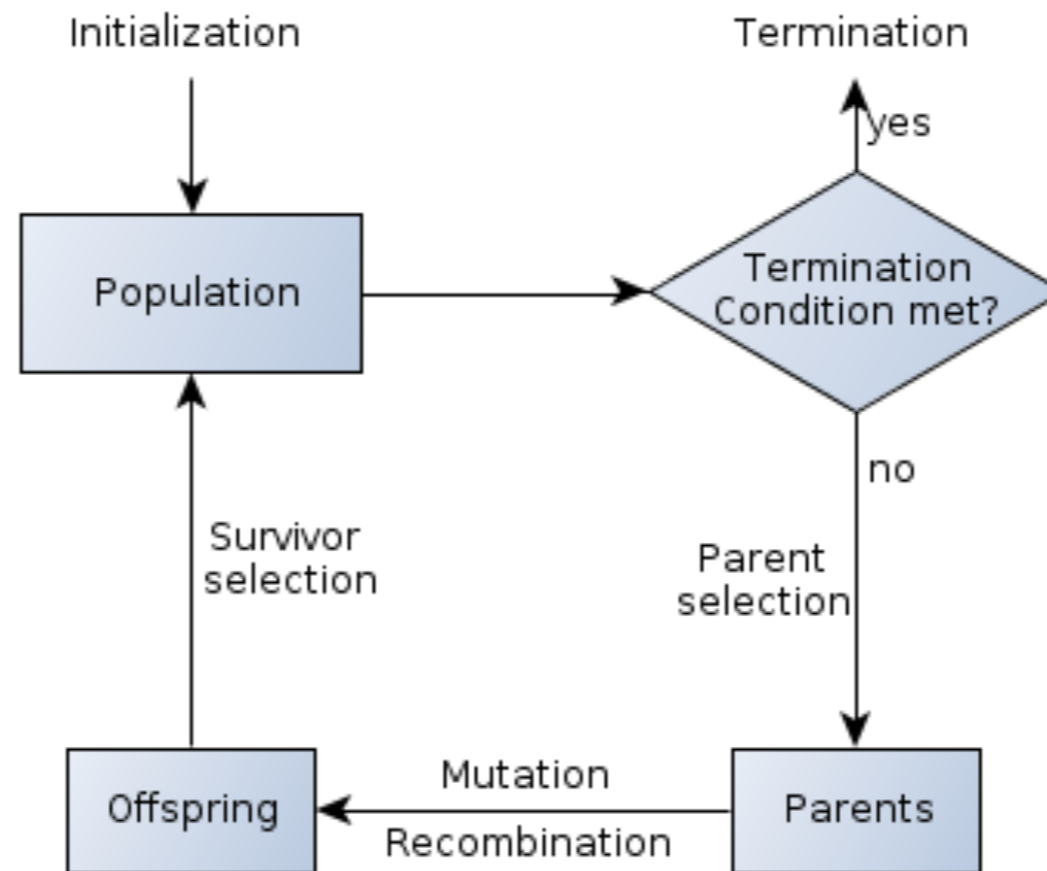 Initialization
Termination
yes
Population
Termination
Condition met?
no
Survivor
selection
Parent
selection
Offspring
Mutation
Recombination
Parents